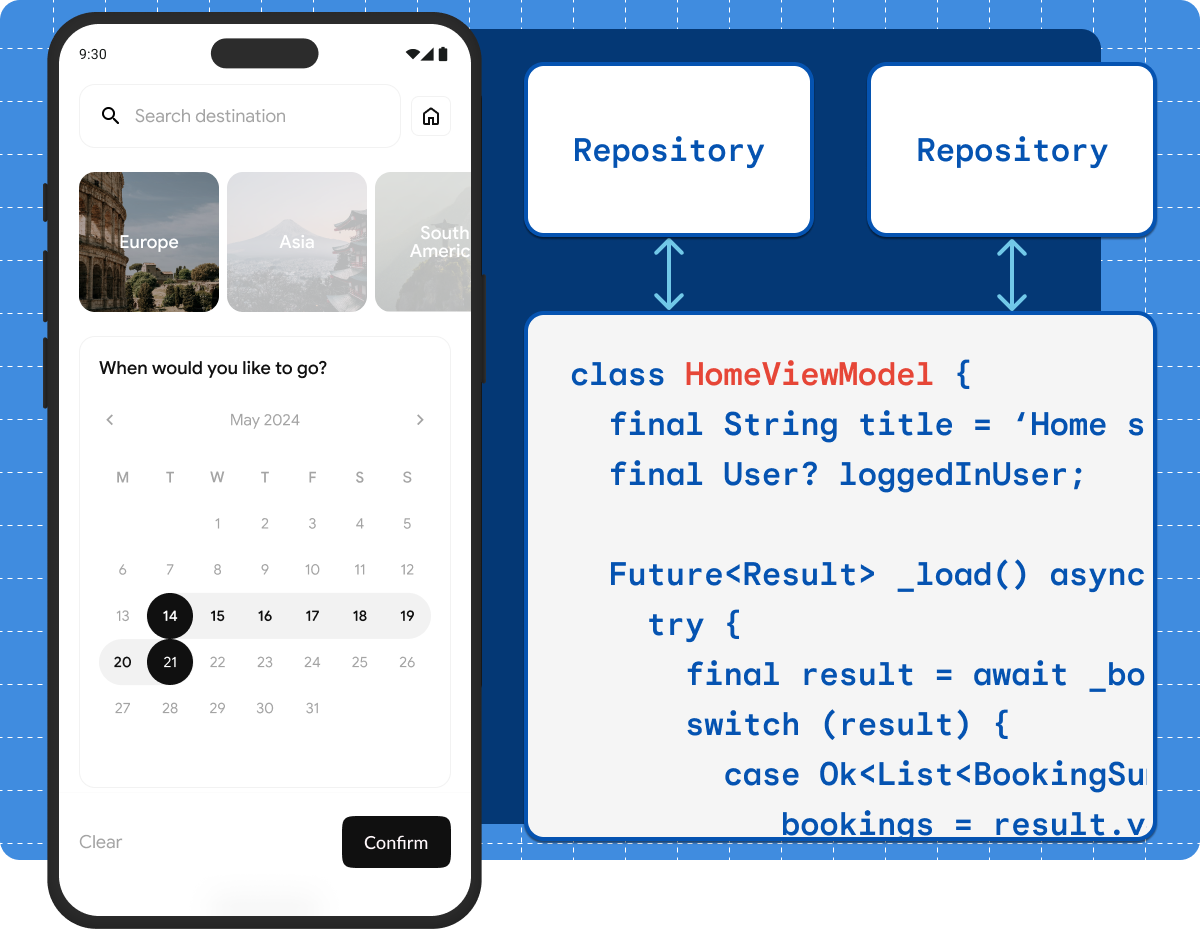 9:30
Search destination
Europe
Asia
South
Americ
When would you like to go?
May 2024
M T W T F S S
1 2 3 4 5
6 7 8 9 10 11 12
13 14 15 16 17 18 19
20 21 22 23 24 25 26
27 28 29 30 31
Clear
Confirm
Repository
Repository
class HomeViewModel {
final String title = ‘Home s
final User? loggedInUser;
Future<Result> _load() async
try {
final result = await _bo
switch (result) {
case Ok<List<BookingSu
bookings = result.v